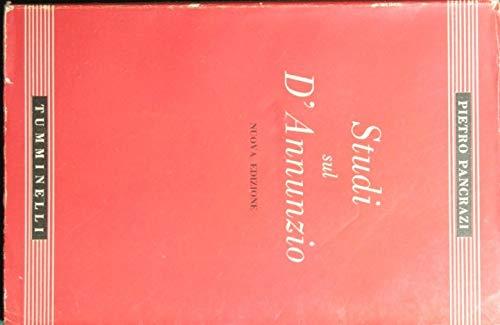 PIETRO PANCRAZI
Studi
sul
D'Annunzio
NUOVA EDIZIONE
TUMMINELLI